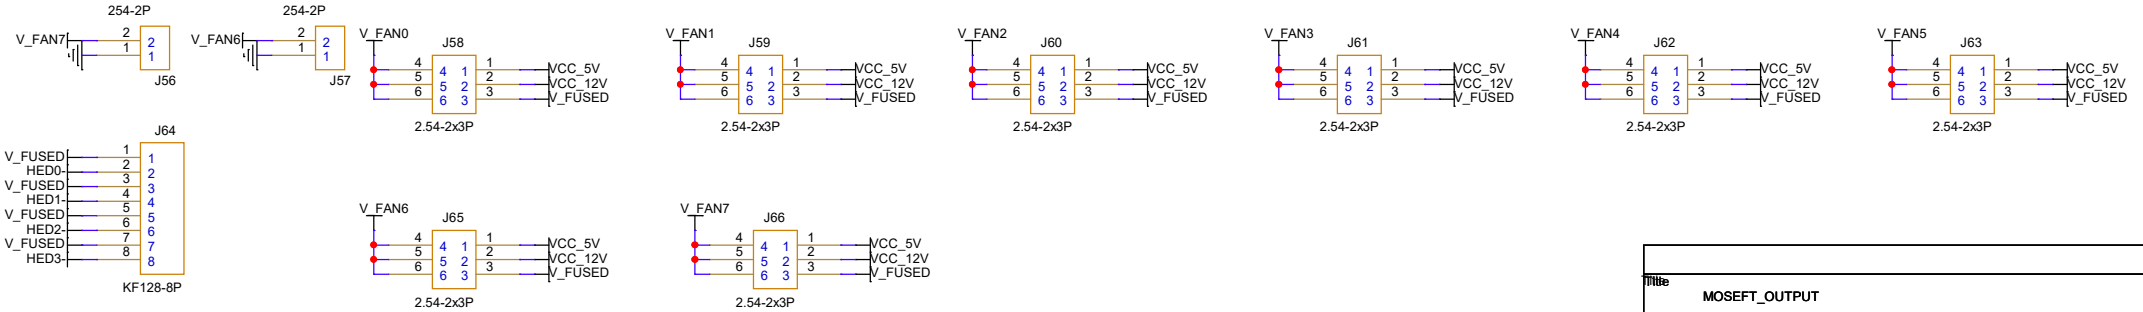 254-2P
V_FAN7 2 2
1 1
J56
254-2P
V_FAN6 2 2
1 1
J57
V_FAN0 J58
4 4 1 1 VCC_5V
5 5 2 2 VCC_12V
6 6 3 3 V_FUSED
2.54-2x3P
V_FAN1 J59
4 4 1 1 VCC_5V
5 5 2 2 VCC_12V
6 6 3 3 V_FUSED
2.54-2x3P
V_FAN2 J60
4 4 1 1 VCC_5V
5 5 2 2 VCC_12V
6 6 3 3 V_FUSED
2.54-2x3P
V_FAN3 J61
4 4 1 1 VCC_5V
5 5 2 2 VCC_12V
6 6 3 3 V_FUSED
2.54-2x3P
V_FAN4 J62
4 4 1 1 VCC_5V
5 5 2 2 VCC_12V
6 6 3 3 V_FUSED
2.54-2x3P
V_FAN5 J63
4 4 1 1 VCC_5V
5 5 2 2 VCC_12V
6 6 3 3 V_FUSED
2.54-2x3P
J64
V_FUSED 1 1
HED0- 2 2
V_FUSED 3 3
HED1- 4 4
V_FUSED 5 5
HED2- 6 6
V_FUSED 7 7
HED3- 8 8
KF128-8P
V_FAN6 J65
4 4 1 1 VCC_5V
5 5 2 2 VCC_12V
6 6 3 3 V_FUSED
2.54-2x3P
V_FAN7 J66
4 4 1 1 VCC_5V
5 5 2 2 VCC_12V
6 6 3 3 V_FUSED
2.54-2x3P
Title
MOSEFT_OUTPUT